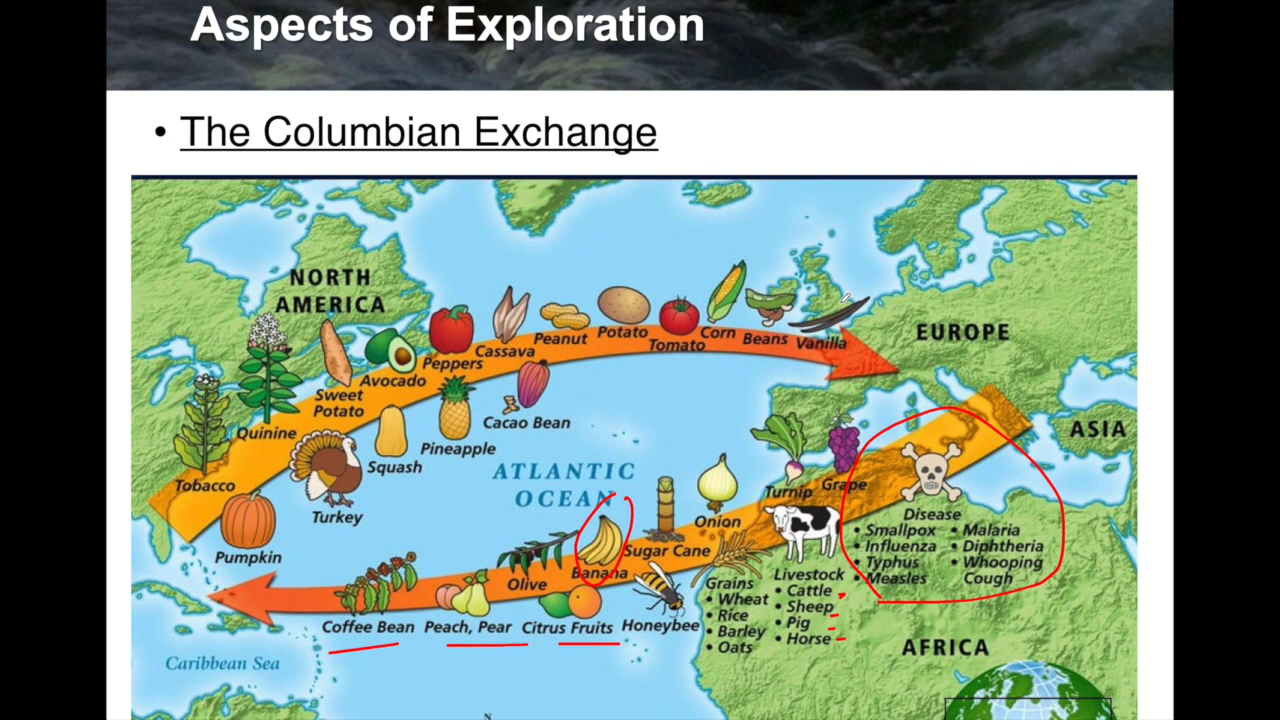 Aspects of Exploration
• The Columbian Exchange
NORTH
AMERICA
EUROPE
ASIA
AFRICA
ATLANTIC
OCEAN
Caribbean Sea
Tobacco
Quinine
Sweet
Potato
Avocado
Peppers
Cassava
Peanut
Potato
Tomato
Corn
Beans
Vanilla
Pumpkin
Turkey
Squash
Pineapple
Cacao Bean
Coffee Bean
Peach, Pear
Citrus Fruits
Olive
Banana
Honeybee
Sugar Cane
Onion
Turnip
Grape
Grains
• Wheat
• Rice
• Barley
• Oats
Livestock
• Cattle
• Sheep
• Pig
• Horse
Disease
• Smallpox
• Influenza
• Typhus
• Measles
• Malaria
• Diphtheria
• Whooping
Cough
N